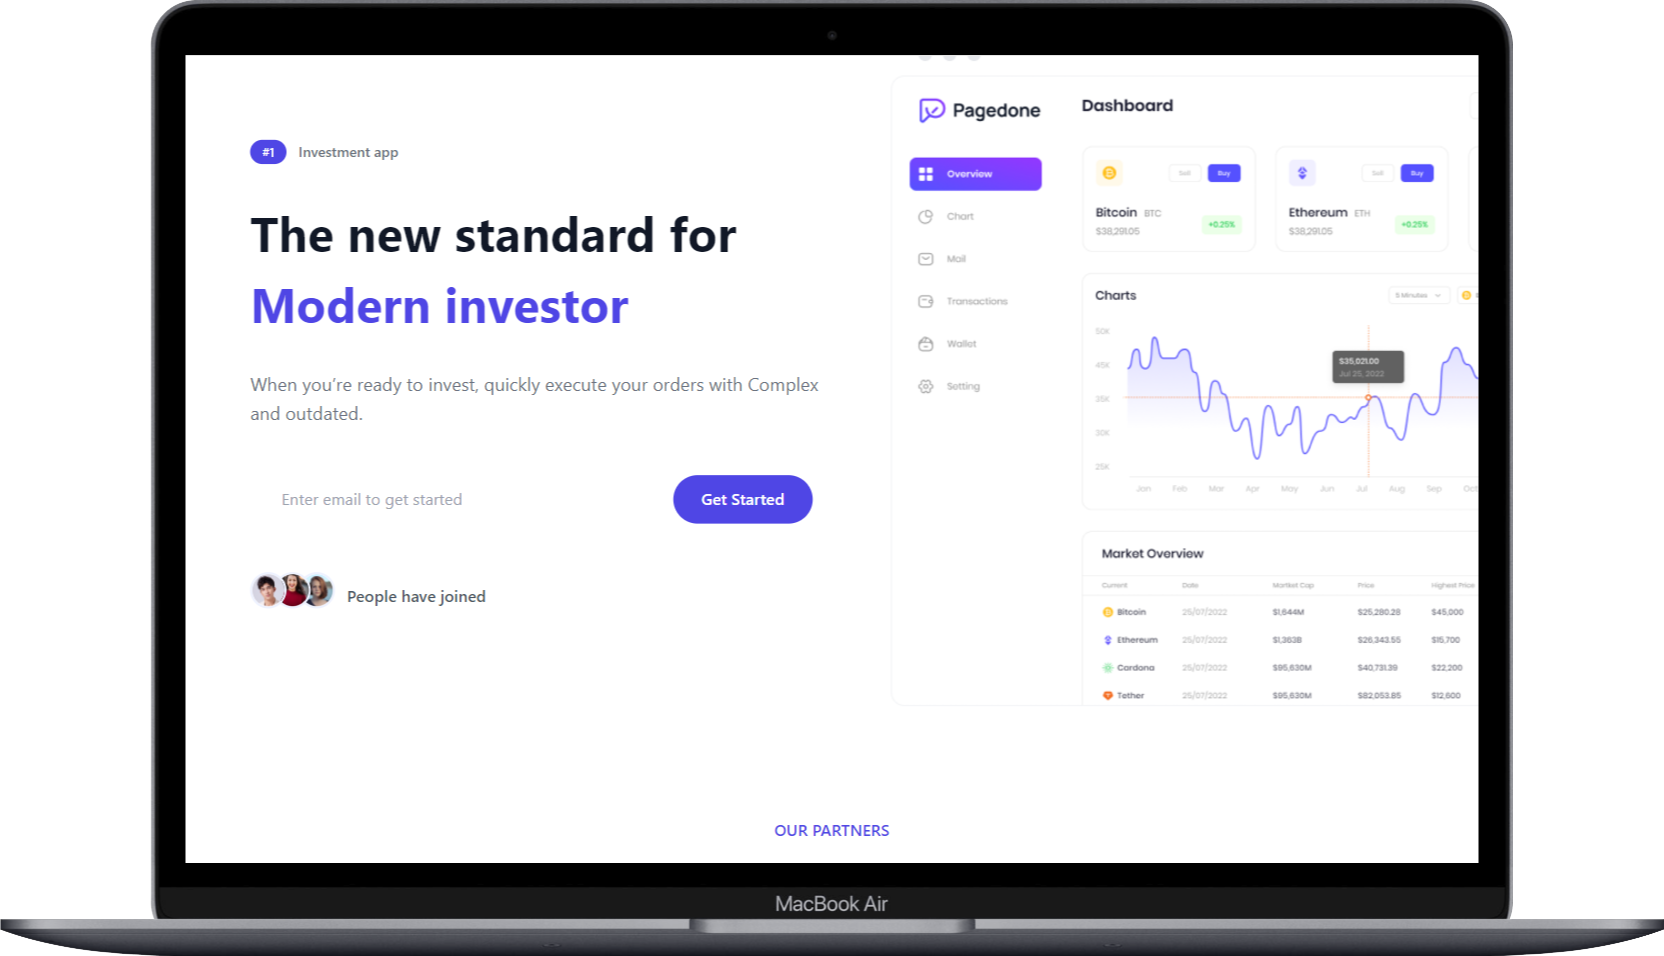 #1 Investment app
The new standard for
Modern investor
When you’re ready to invest, quickly execute your orders with Complex
and outdated.
Enter email to get started
Get Started
People have joined
Pagedone
Overview
Chart
Mail
Transactions
Wallet
Setting
Dashboard
Sell Buy
Bitcoin BTC
$38,291.05
+0.25%
Sell Buy
Ethereum ETH
$38,291.05
+0.25%
Charts
5 Minutes
50K
45K
35K
30K
25K
$35,021.00
Jul 25, 2022
Jan Feb Mar Apr May Jun Jul Aug Sep Oct
Market Overview
Current Date Martket Cap Price Highest Price
Bitcoin 25/07/2022 $1,644M $25,280.28 $45,000
Ethereum 25/07/2022 $1,363B $26,343.55 $15,700
Cardona 25/07/2022 $95,630M $40,731.39 $22,200
Tether 25/07/2022 $95,630M $82,053.85 $12,600
OUR PARTNERS
MacBook Air